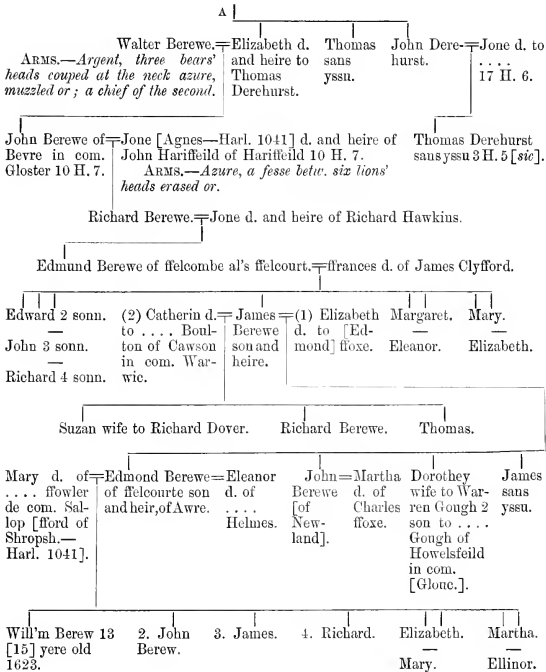 A
Walter Berewe.
Arms.—Argent, three bears'
heads couped at the neck azure,
muzzled or; a chief of the second.
Elizabeth d.
and heire to
Thomas
Derehurst.
Thomas
sans
yssu.
John Dere-
hurst.
Jone d. to
. . . .
17 H. 6.
John Berewe of
Bevre in com.
Gloster 10 H. 7.
Jone [Agnes—Harl. 1041] d. and heire of
John Hariffeild of Hariffeild 10 H. 7.
Arms.—Azure, a fesse betw. six lions'
heads erased or.
Thomas Derehurst
sans yssu 3 H. 5 [sic].
Richard Berewe.=Jone d. and heire of Richard Hawkins.
Edmund Berewe of ffelcombe al's ffelcourt.=ffrances d. of James Clyfford.
Edward 2 sonn.
—
John 3 sonn.
—
Richard 4 sonn.
(2) Catherin d.
to . . . . Boul-
ton of Cawson
in com. War-
wic.
James
Berewe
son and
heire.
(1) Elizabeth
d. to [Ed-
mond] ffoxe.
Margaret.
—
Eleanor.
Mary.
—
Elizabeth.
Suzan wife to Richard Dover.
Richard Berewe.
Thomas.
Mary d. of
. . . . ffowler
de com. Sal-
lop [fford of
Shropsh.—
Harl. 1041].
Edmond Berewe
of ffelcourte son
and heir, of Awre.
Eleanor
d. of
. . . .
Helmes.
John
Berewe
[of
New-
land].
Martha
d. of
Charles
ffoxe.
Dorothey
wife to War-
ren Gough 2
son to . . . .
Gough of
Howelsfeild
in com.
[Glouc.].
James
sans
yssu.
Will'm Berew 13
[15] yere old
1623.
2. John
Berew.
3. James.
4. Richard.
Elizabeth.
—
Mary.
Martha.
—
Ellinor.